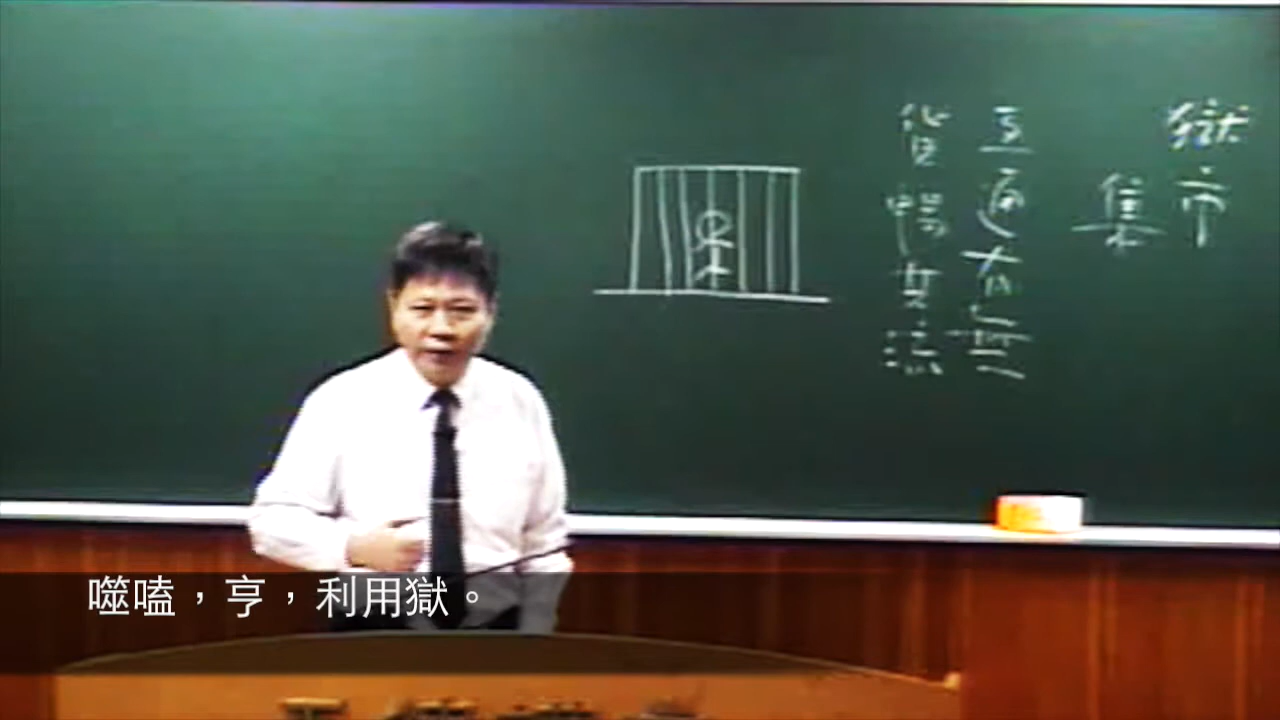 獄市
集
互通有無
貨暢其流
噬嗑，亨，利用獄。